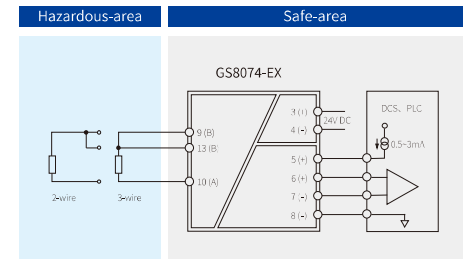 Hazardous-area
Safe-area
GS8074-EX
3 (+)
24V DC
4 (-)
DCS、PLC
9 (B)
0.5~3mA
13 (B)
5 (+)
6 (+)
10 (A)
7 (-)
2-wire
3-wire
8 (-)